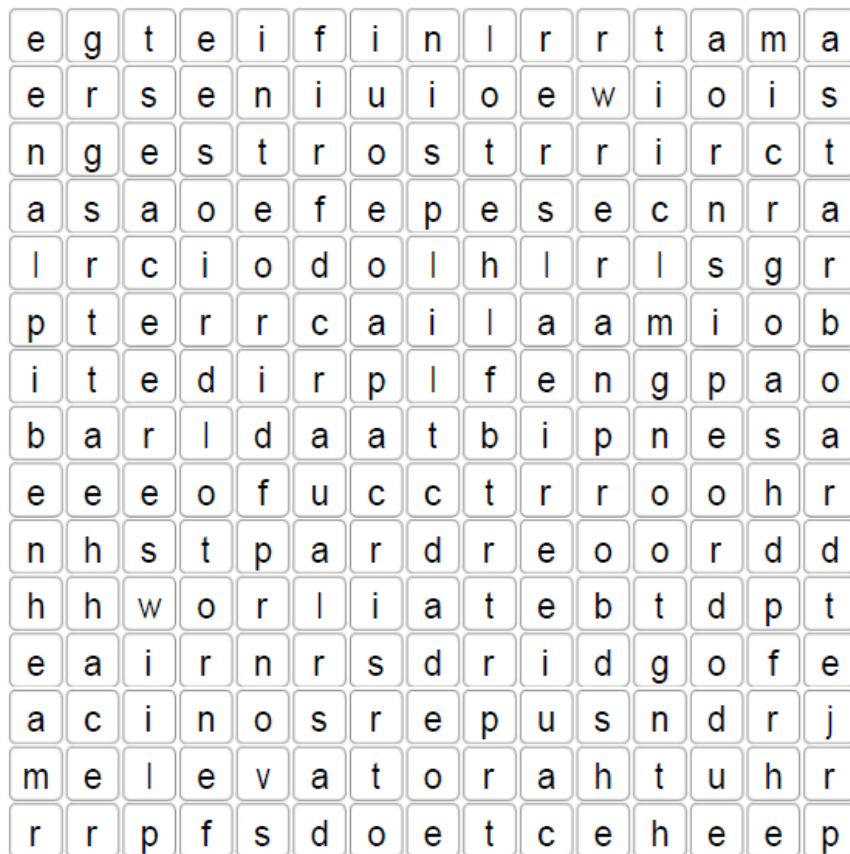 e g t e i f i n l r r t a m a
e r s e n i u i o e w i o i s
n g e s t r o s t r r i r c t
a s a o e f e p e s e c n r a
l r c i o d o l h l r l s g r
p t e r r c a i l a a m i o b
i t e d i r p l f e n g p a o
b a r l d a a t b i p n e s a
e e e o f u c c t r r o o h r
n h s t p a r d r e o o r d d
h h w o r l i a t e b t d p t
e a i r n r s d r i d g o f e
a c i n o s r e p u s n d r j
m e l e v a t o r a h t u h r
r r p f s d o e t c e h e e p